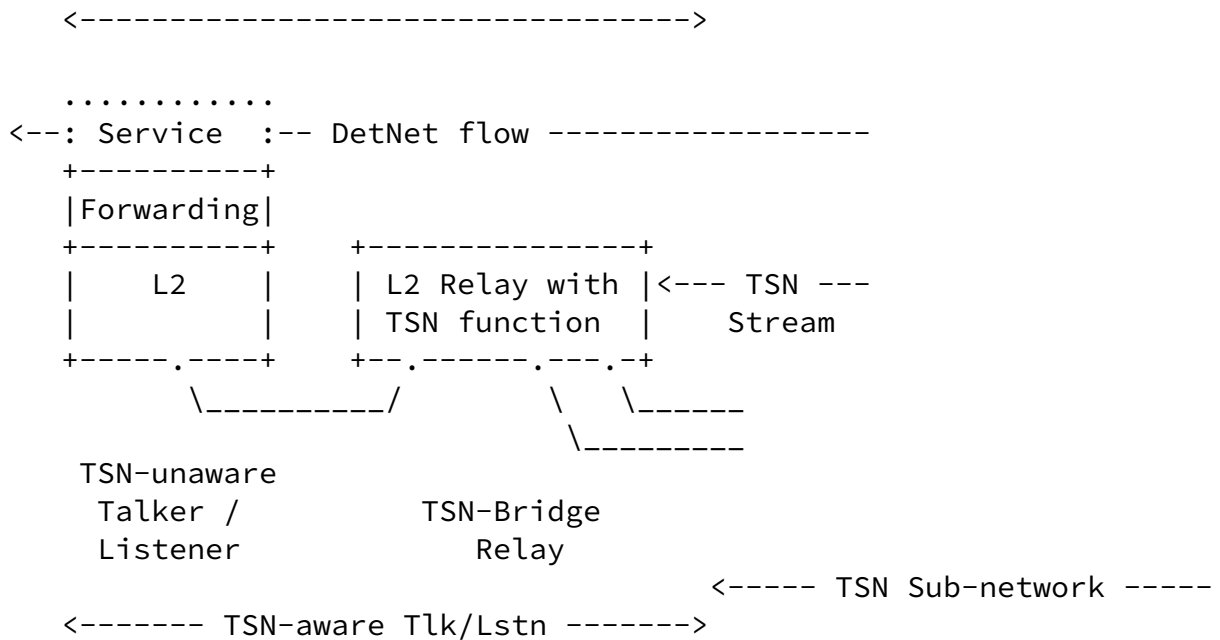 <---------------------------------->
............
<--: Service  :-- DetNet flow ------------------
+----------+
|Forwarding|
+----------+    +---------------+
|    L2    |    | L2 Relay with |<--- TSN ---
|          |    | TSN function  |    Stream
+-----.----+    +--.------.---.-+
\__________/        \   \______
\_________
TSN-unaware
Talker /          TSN-Bridge
Listener             Relay
<----- TSN Sub-network -----
<------- TSN-aware Tlk/Lstn ------->